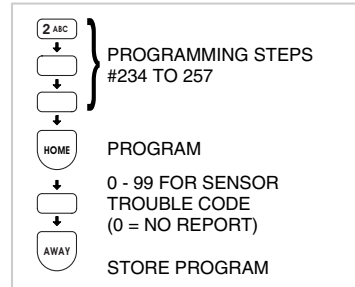 2 ABC
PROGRAMMING STEPS
#234 TO 257
HOME
PROGRAM
0 - 99 FOR SENSOR
TROUBLE CODE
(0 = NO REPORT)
AWAY
STORE PROGRAM